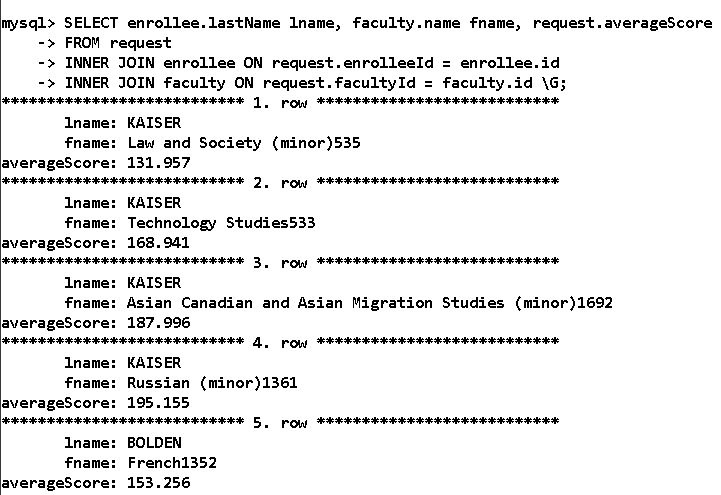 mysql> SELECT enrollee.lastName lname, faculty.name fname, request.averageScore
-> FROM request
-> INNER JOIN enrollee ON request.enrolleeId = enrollee.id
-> INNER JOIN faculty ON request.facultyId = faculty.id \G;
*************************** 1. row ***************************
lname: KAISER
fname: Law and Society (minor)535
averageScore: 131.957
*************************** 2. row ***************************
lname: KAISER
fname: Technology Studies533
averageScore: 168.941
*************************** 3. row ***************************
lname: KAISER
fname: Asian Canadian and Asian Migration Studies (minor)1692
averageScore: 187.996
*************************** 4. row ***************************
lname: KAISER
fname: Russian (minor)1361
averageScore: 195.155
*************************** 5. row ***************************
lname: BOLDEN
fname: French1352
averageScore: 153.256